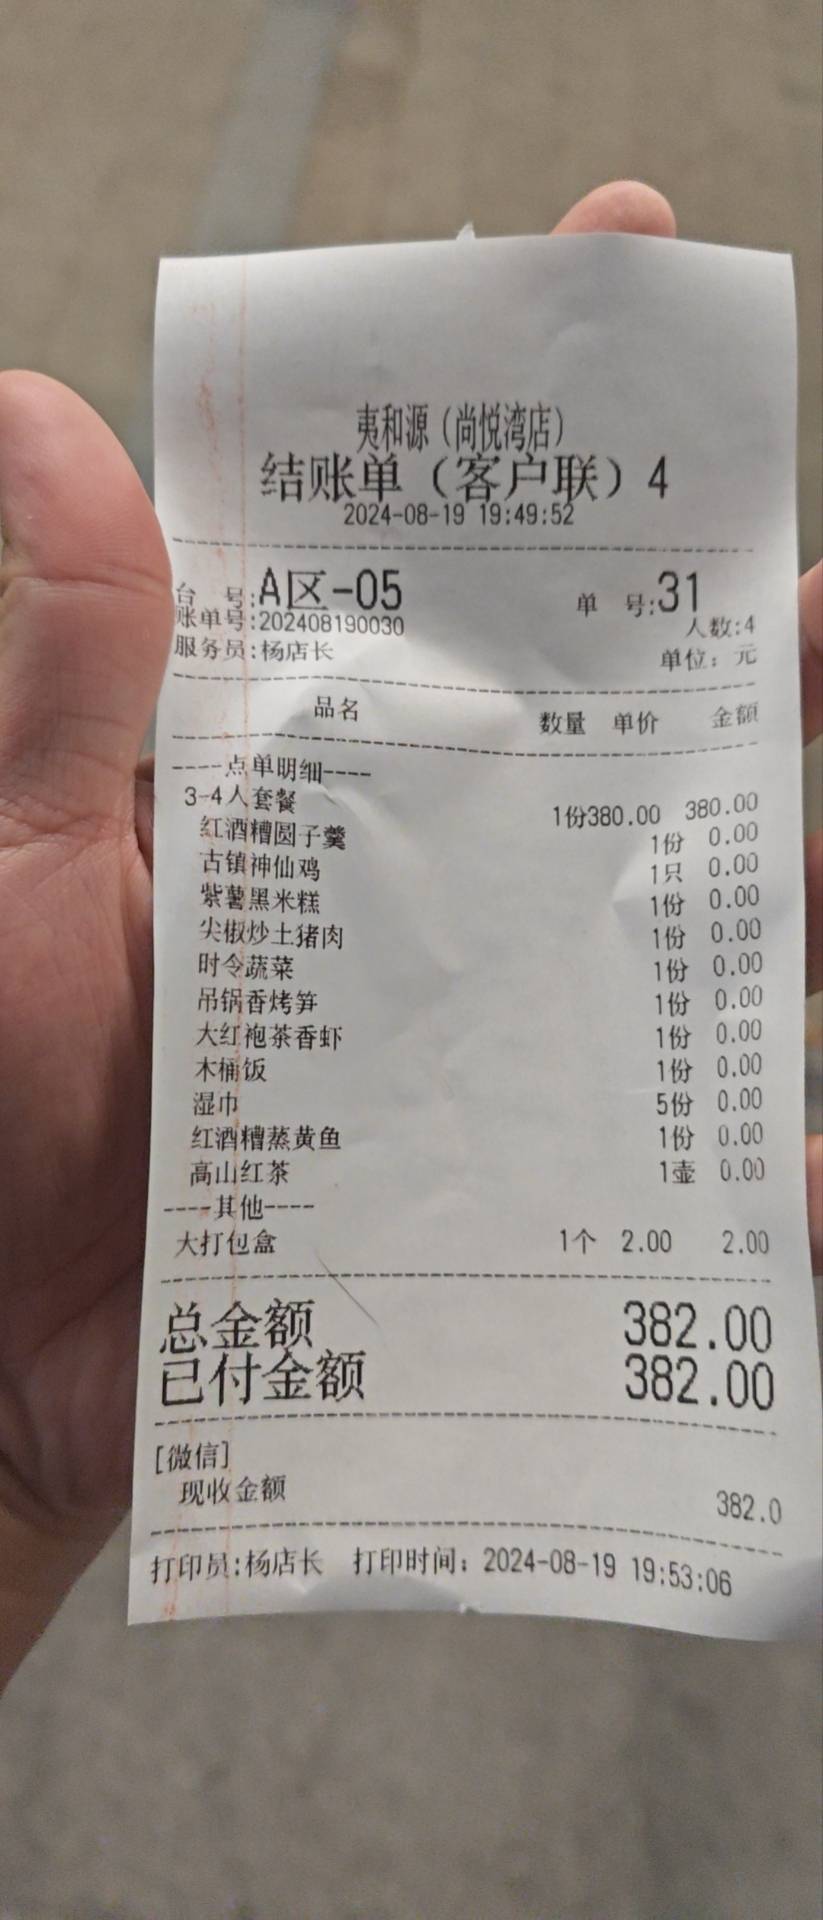 夷和源（尚悦湾店）
结账单（客户联）4
2024-08-19 19:49:52
台 号:A区-05 单 号:31
账单号:202408190030 人数:4
服务员:杨店长 单位：元
品名 数量 单价 金额
----点单明细----
3-4人套餐 1份380.00 380.00
红酒糟圆子羹 1份 0.00
古镇神仙鸡 1只 0.00
紫薯黑米糕 1份 0.00
尖椒炒土猪肉 1份 0.00
时令蔬菜 1份 0.00
吊锅香烤笋 1份 0.00
大红袍茶香虾 1份 0.00
木桶饭 1份 0.00
湿巾 5份 0.00
红酒糟蒸黄鱼 1份 0.00
高山红茶 1壶 0.00
----其他----
大打包盒 1个 2.00 2.00
总金额 382.00
已付金额 382.00
[微信]
现收金额 382.0
打印员:杨店长 打印时间：2024-08-19 19:53:06